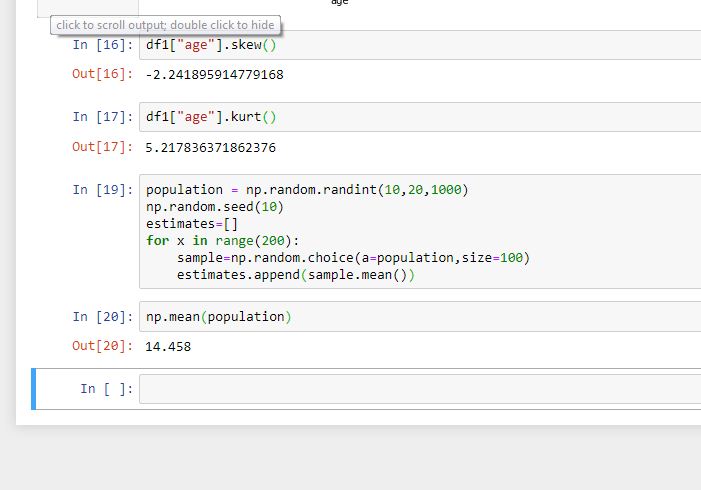 age
click to scroll output; double click to hide
In [16]: df1["age"].skew()
Out[16]: -2.241895914779168
In [17]: df1["age"].kurt()
Out[17]: 5.217836371862376
In [19]: population = np.random.randint(10,20,1000)
np.random.seed(10)
estimates=[]
for x in range(200):
    sample=np.random.choice(a=population,size=100)
    estimates.append(sample.mean())
In [20]: np.mean(population)
Out[20]: 14.458
In [ ]: